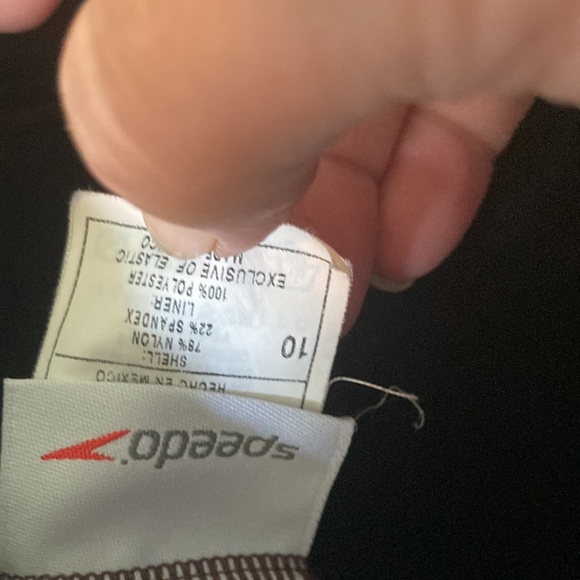 speedo
HECHO EN MEXICO
10
SHELL:
78% NYLON
22% SPANDEX
LINER:
100% POLYESTER
EXCLUSIVE OF ELASTIC